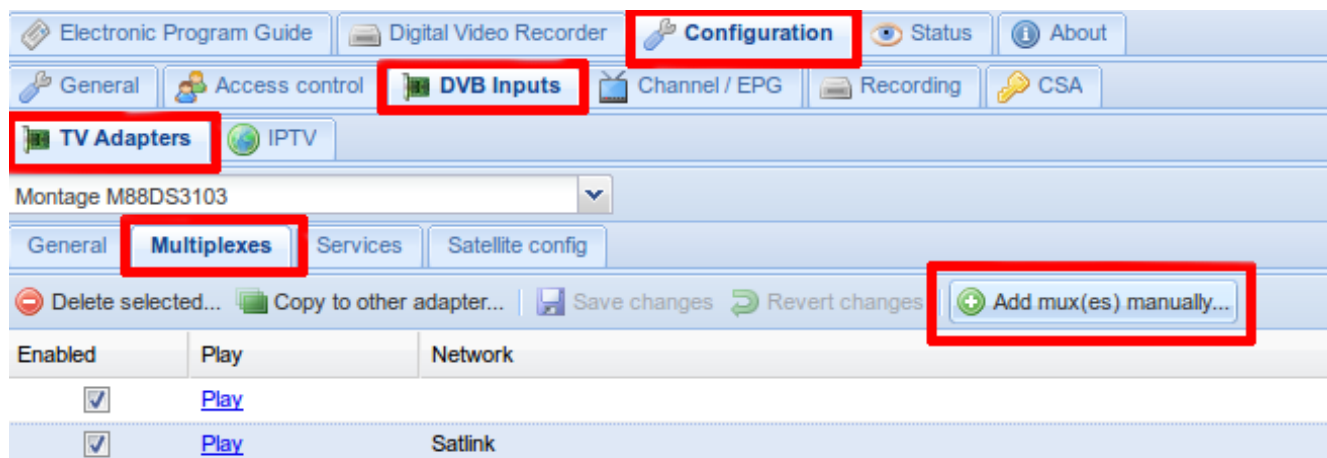 Electronic Program Guide Digital Video Recorder Configuration Status About
General Access control DVB Inputs Channel / EPG Recording CSA
TV Adapters IPTV
Montage M88DS3103
General Multiplexes Services Satellite config
Delete selected... Copy to other adapter... Save changes Revert changes Add mux(es) manually...
Enabled Play Network
Play
Play Satlink